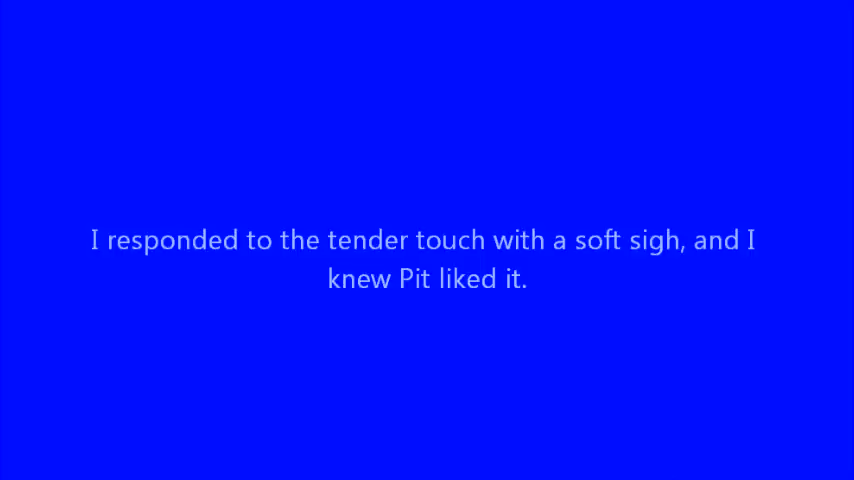 I responded to the tender touch with a soft sigh, and I
knew Pit liked it.